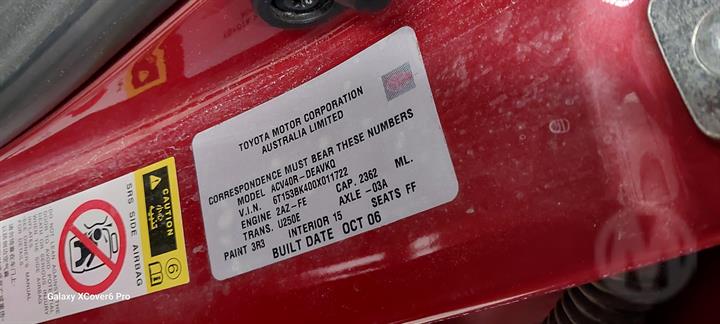 TOYOTA MOTOR CORPORATION
AUSTRALIA LIMITED
CORRESPONDENCE MUST BEAR THESE NUMBERS
MODEL ACV40R-DEAVKQ
V.I.N. 6T153BK400X011722
ENGINE 2AZ-FE CAP. 2362 ML.
TRANS. U250E AXLE -03A
PAINT 3R3 INTERIOR 15 SEATS FF
BUILT DATE OCT 06
CAUTION
SRS SIDE AIRBAG
6
Galaxy XCover6 Pro
M